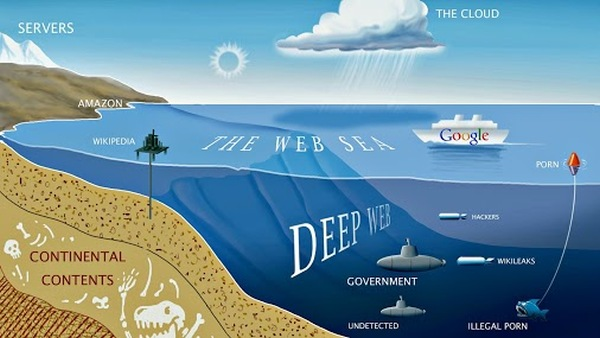 SERVERS
THE CLOUD
AMAZON
WIKIPEDIA
THE WEB SEA
Google
PORN
DEEP WEB
HACKERS
CONTINENTAL
CONTENTS
WIKILEAKS
GOVERNMENT
UNDETECTED
ILLEGAL PORN